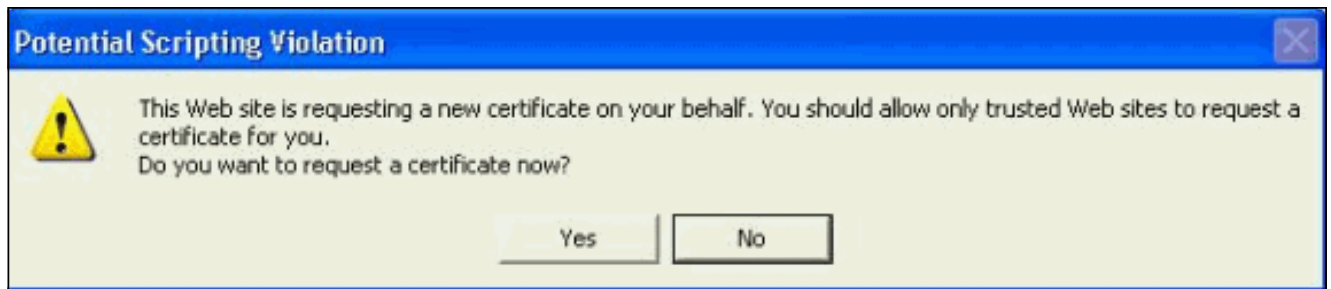 Potential Scripting Violation
This Web site is requesting a new certificate on your behalf. You should allow only trusted Web sites to request a
certificate for you.
Do you want to request a certificate now?
Yes No